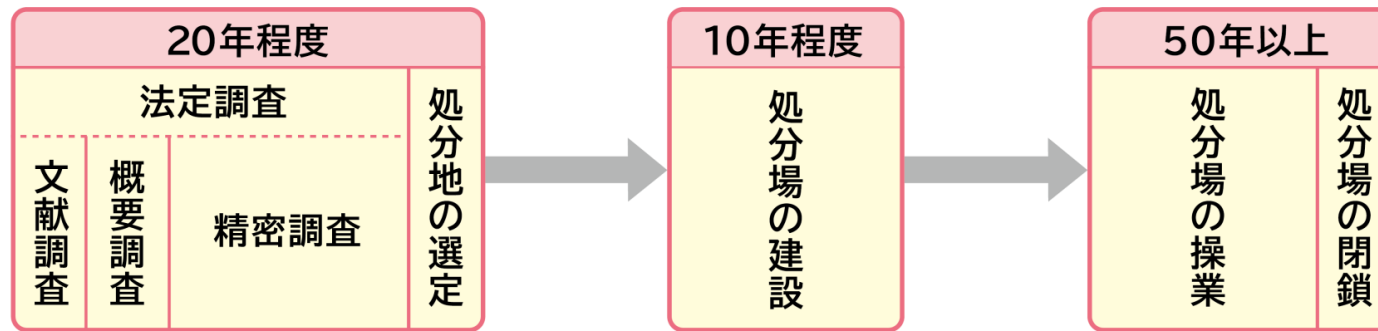 20年程度
法定調査
文献調査
概要調査
精密調査
処分地の選定
10年程度
処分場の建設
50年以上
処分場の操業
処分場の閉鎖